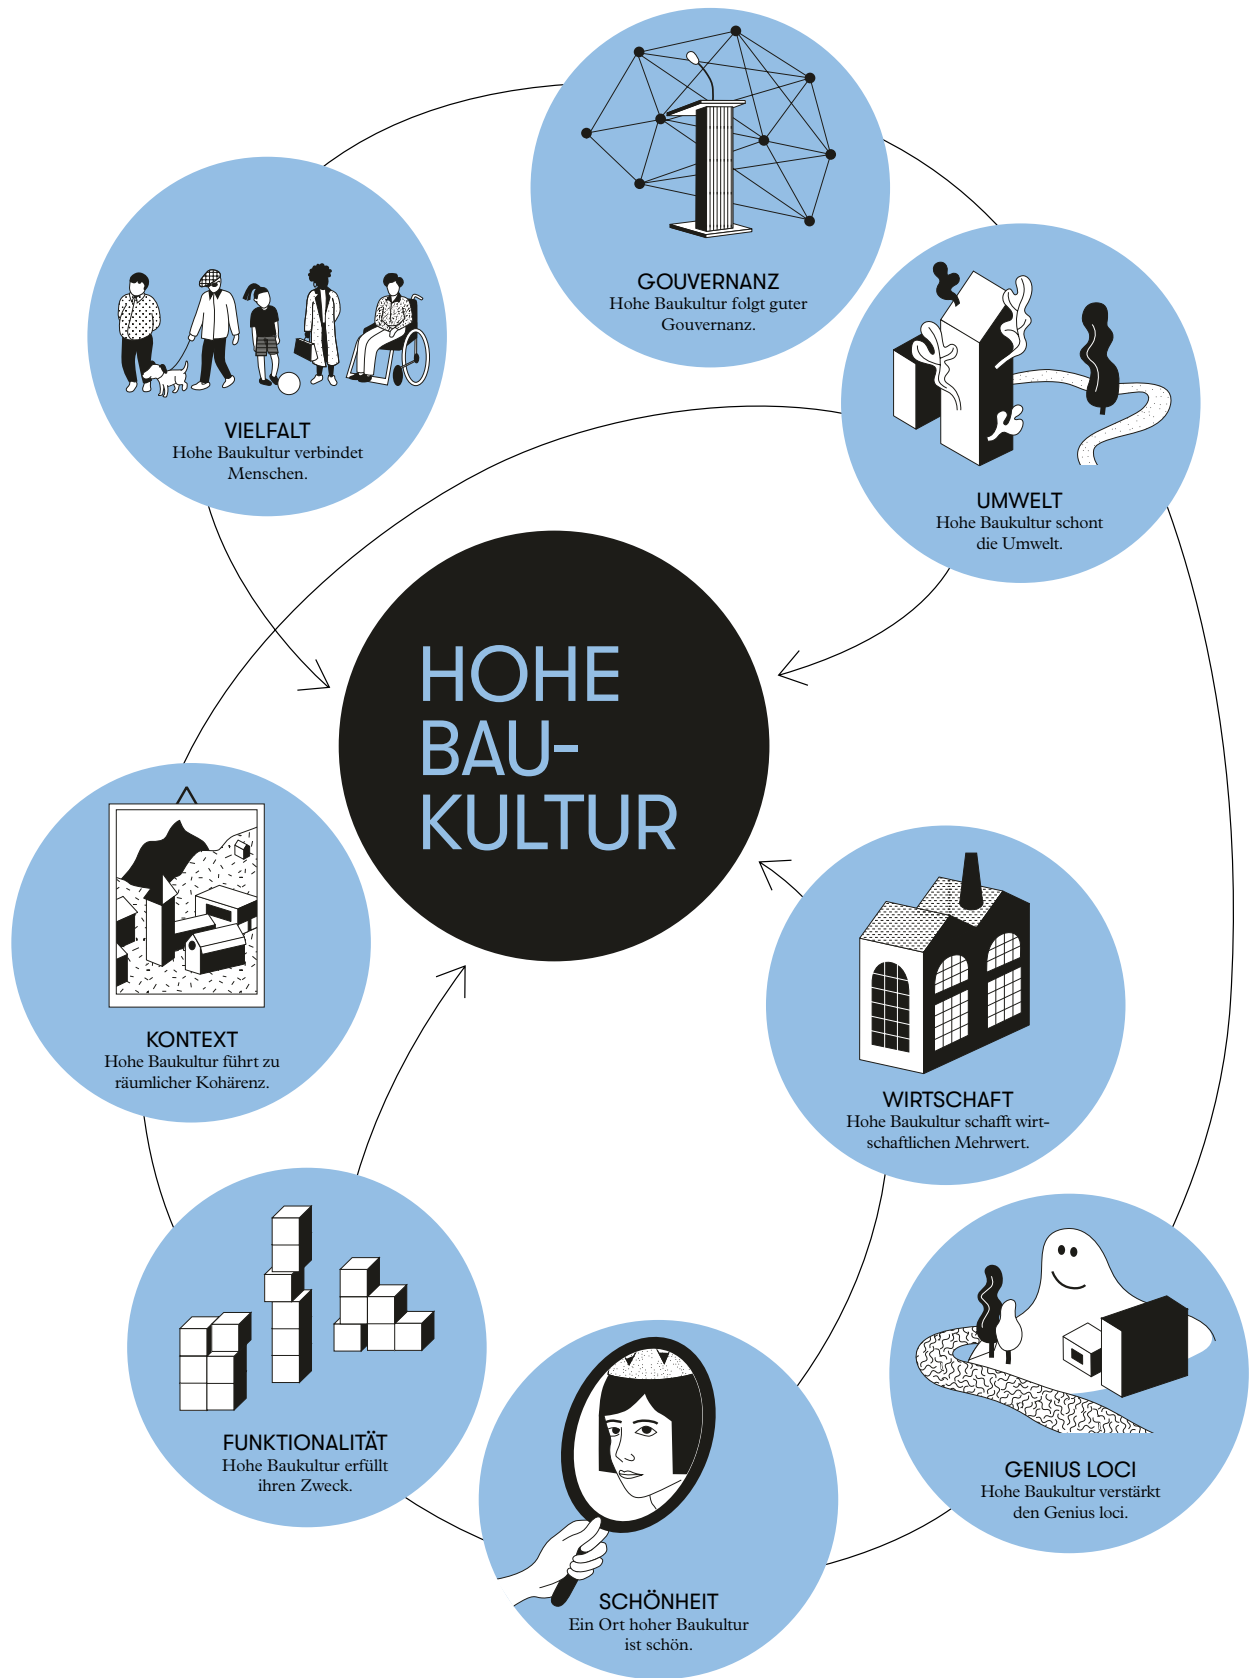 GOUVERNANZ
Hohe Baukultur folgt guter
Gouvernanz.
VIELFALT
Hohe Baukultur verbindet
Menschen.
UMWELT
Hohe Baukultur schont
die Umwelt.
HOHE
BAU-
KULTUR
KONTEXT
Hohe Baukultur führt zu
räumlicher Kohärenz.
WIRTSCHAFT
Hohe Baukultur schafft wirt-
schaftlichen Mehrwert.
FUNKTIONALITÄT
Hohe Baukultur erfüllt
ihren Zweck.
GENIUS LOCI
Hohe Baukultur verstärkt
den Genius loci.
SCHÖNHEIT
Ein Ort hoher Baukultur
ist schön.